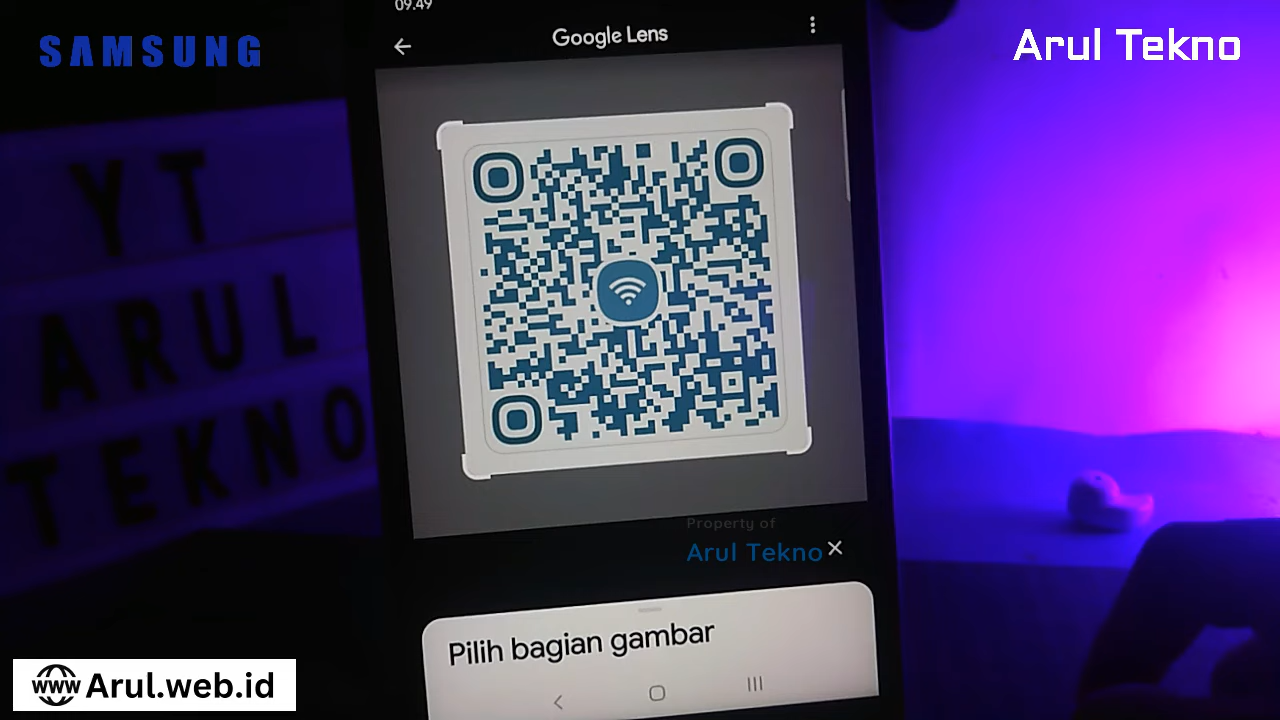 09.49
SAMSUNG
Google Lens
Arul Tekno
YT
ARUL
TEKNO
Property of
Arul Tekno
Pilih bagian gambar
www Arul.web.id